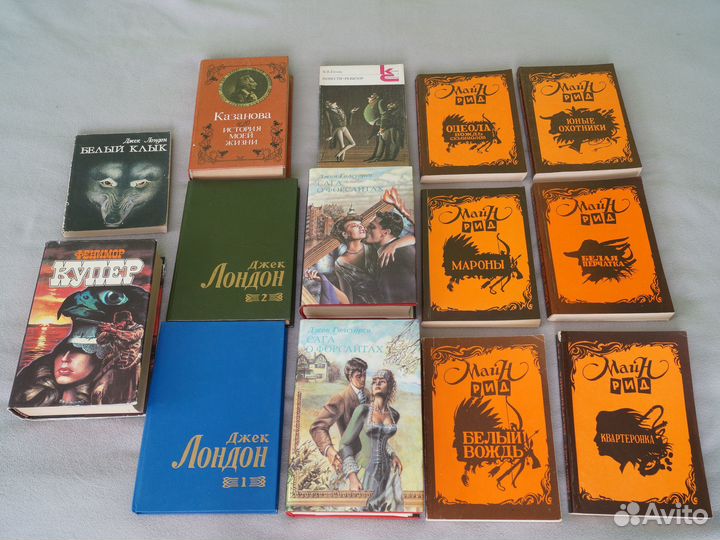 Джек Лондон
БЕЛЫЙ КЛЫК
ФЕНИМОР
КУПЕР
Казанова
ИСТОРИЯ
МОЕЙ
ЖИЗНИ
Джек
ЛОНДОН
2
Джек
ЛОНДОН
1
Н.В.Гоголь
ПОВЕСТИ • РЕВИЗОР
К
С
Джон Голсуорси
САГА
О ФОРСАЙТАХ
Джон Голсуорси
САГА
О ФОРСАЙТАХ
МАЙН
РИД
ОЦЕОЛА
ВОЖДЬ
СЕМИНОЛОВ
МАЙН
РИД
ЮНЫЕ
ОХОТНИКИ
МАЙН
РИД
МАРОНЫ
МАЙН
РИД
БЕЛАЯ
ПЕРЧАТКА
МАЙН
РИД
БЕЛЫЙ
ВОЖДЬ
МАЙН
РИД
КВАРТЕРОНКА
Avito